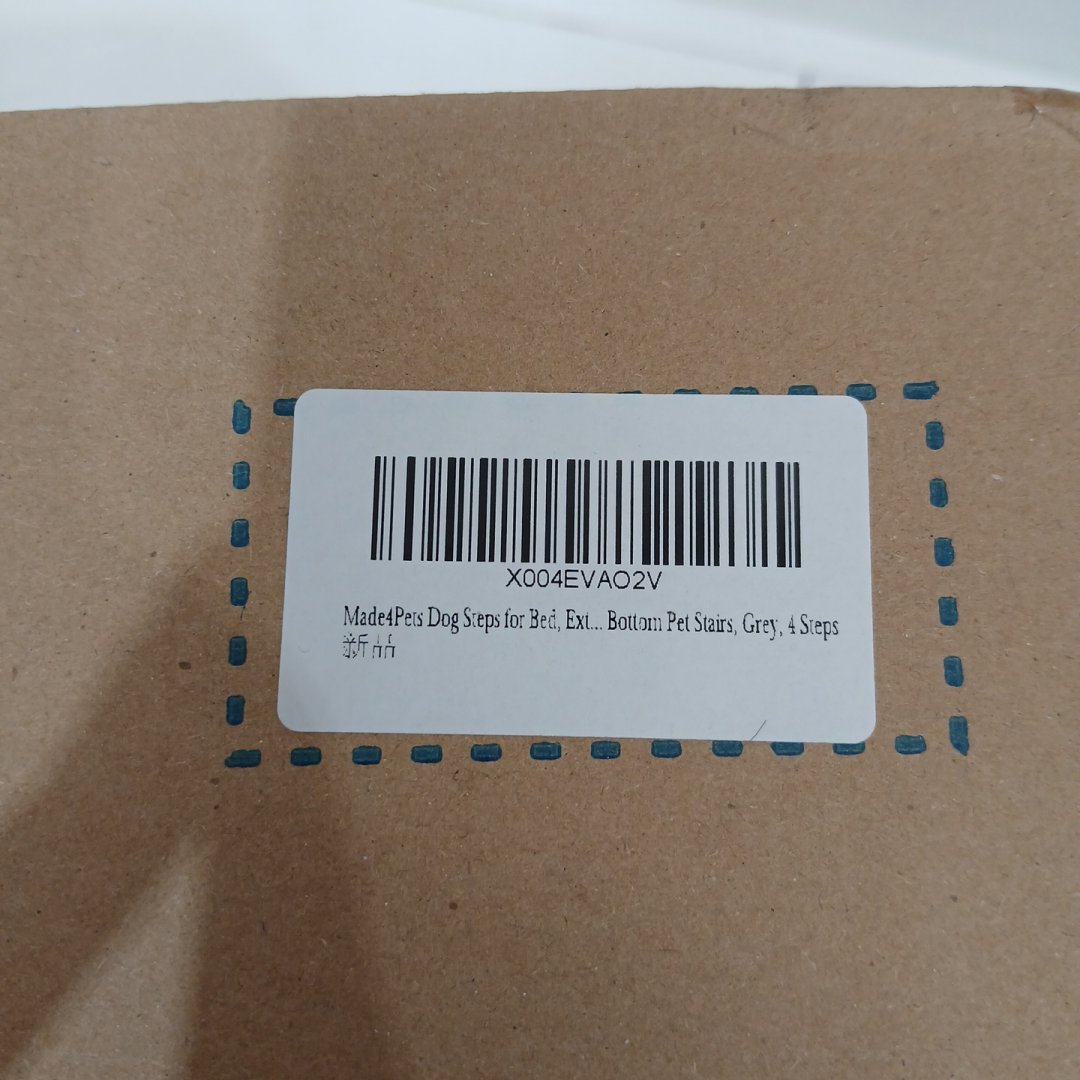 X004EVAO2V
Made4Pets Dog Steps for Bed, Ext... Bottom Pet Stairs, Grey, 4 Steps
新品